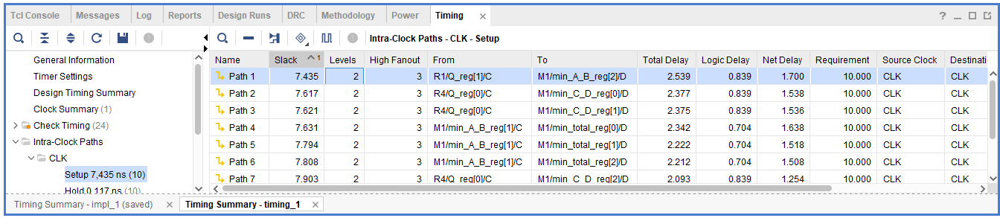 Tcl Console Messages Log Reports Design Runs DRC Methodology Power Timing
Intra-Clock Paths - CLK - Setup
General Information
Timer Settings
Design Timing Summary
Clock Summary (1)
Check Timing (24)
Intra-Clock Paths
CLK
Setup 7,435 ns (10)
Hold 0,117 ns (10)
Name Slack 1 Levels High Fanout From To Total Delay Logic Delay Net Delay Requirement Source Clock Destinati
Path 1 7.435 2 3 R1/Q_reg[1]/C M1/min_A_B_reg[2]/D 2.539 0.839 1.700 10.000 CLK CLK
Path 2 7.617 2 3 R4/Q_reg[0]/C M1/min_C_D_reg[0]/D 2.377 0.839 1.538 10.000 CLK CLK
Path 3 7.621 2 3 R4/Q_reg[0]/C M1/min_C_D_reg[1]/D 2.375 0.839 1.536 10.000 CLK CLK
Path 4 7.631 2 3 M1/min_A_B_reg[1]/C M1/min_total_reg[0]/D 2.342 0.704 1.638 10.000 CLK CLK
Path 5 7.794 2 3 M1/min_A_B_reg[1]/C M1/min_total_reg[1]/D 2.222 0.704 1.518 10.000 CLK CLK
Path 6 7.808 2 3 M1/min_A_B_reg[1]/C M1/min_total_reg[2]/D 2.212 0.704 1.508 10.000 CLK CLK
Path 7 7.903 2 3 R4/Q_reg[0]/C M1/min_C_D_reg[2]/D 2.093 0.839 1.254 10.000 CLK CLK
Timing Summary - impl_1 (saved) Timing Summary - timing_1